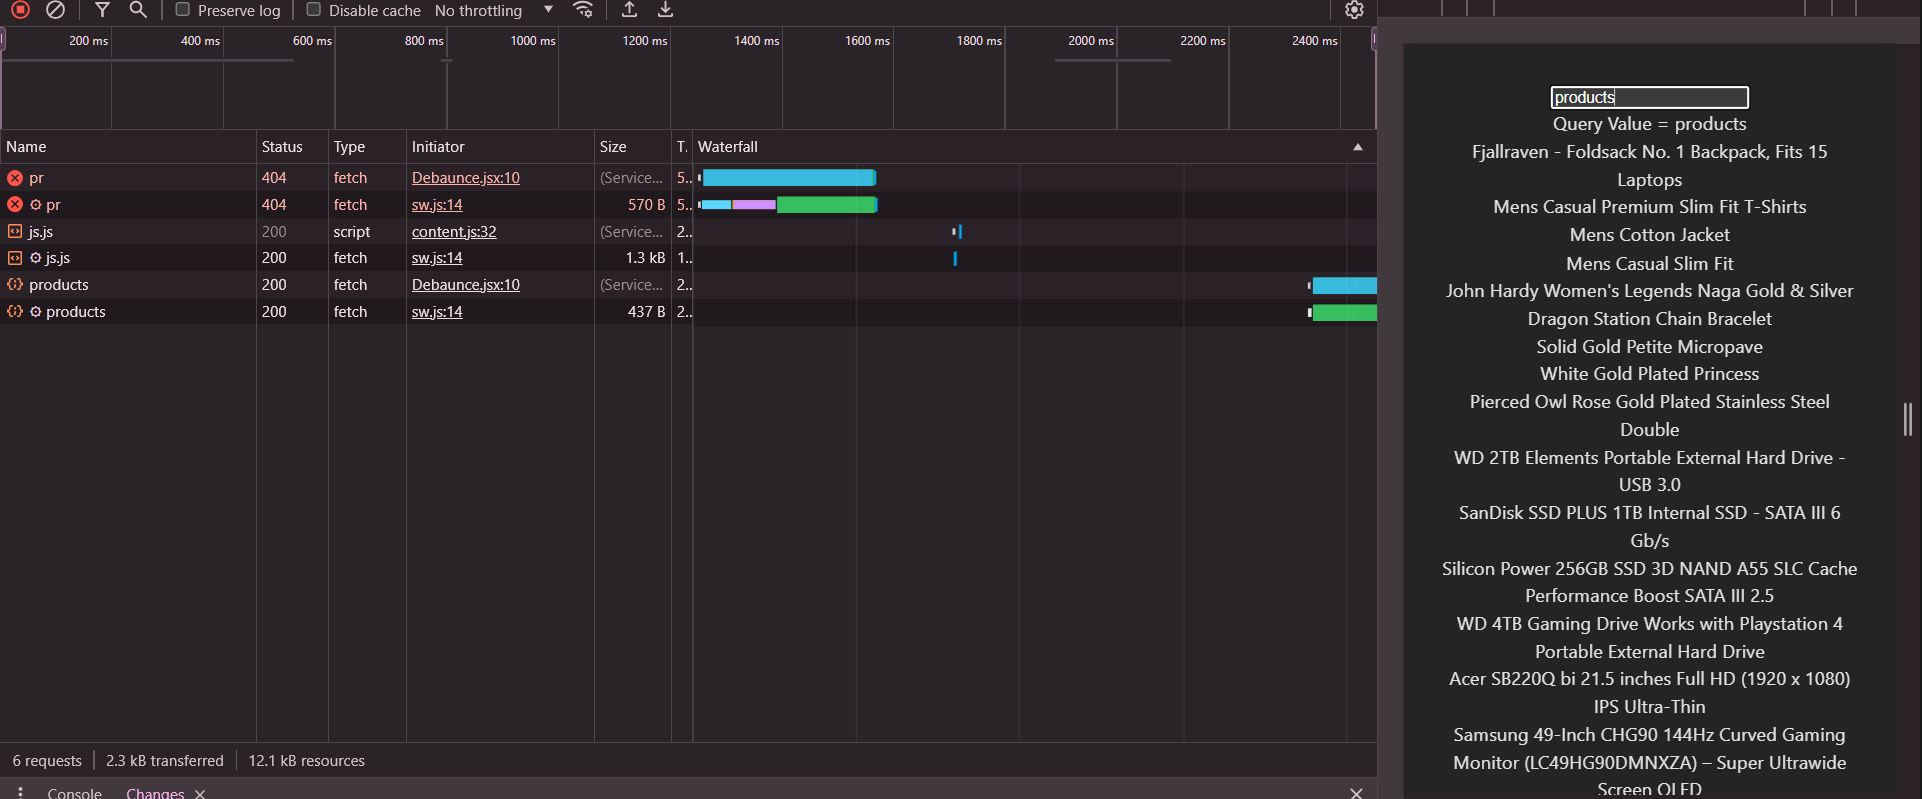 Preserve log Disable cache No throttling
200 ms 400 ms 600 ms 800 ms 1000 ms 1200 ms 1400 ms 1600 ms 1800 ms 2000 ms 2200 ms 2400 ms
Name Status Type Initiator Size T. Waterfall
pr 404 fetch Debaunce.jsx:10 (Service... 5..
pr 404 fetch sw.js:14 570 B 5..
js.js 200 script content.js:32 (Service... 2..
js.js 200 fetch sw.js:14 1.3 kB 1..
products 200 fetch Debaunce.jsx:10 (Service... 2..
products 200 fetch sw.js:14 437 B 2..
6 requests 2.3 kB transferred 12.1 kB resources
Console Changes
products
Query Value = products
Fjallraven - Foldsack No. 1 Backpack, Fits 15
Laptops
Mens Casual Premium Slim Fit T-Shirts
Mens Cotton Jacket
Mens Casual Slim Fit
John Hardy Women's Legends Naga Gold & Silver
Dragon Station Chain Bracelet
Solid Gold Petite Micropave
White Gold Plated Princess
Pierced Owl Rose Gold Plated Stainless Steel
Double
WD 2TB Elements Portable External Hard Drive -
USB 3.0
SanDisk SSD PLUS 1TB Internal SSD - SATA III 6
Gb/s
Silicon Power 256GB SSD 3D NAND A55 SLC Cache
Performance Boost SATA III 2.5
WD 4TB Gaming Drive Works with Playstation 4
Portable External Hard Drive
Acer SB220Q bi 21.5 inches Full HD (1920 x 1080)
IPS Ultra-Thin
Samsung 49-Inch CHG90 144Hz Curved Gaming
Monitor (LC49HG90DMNXZA) – Super Ultrawide
Screen QLED